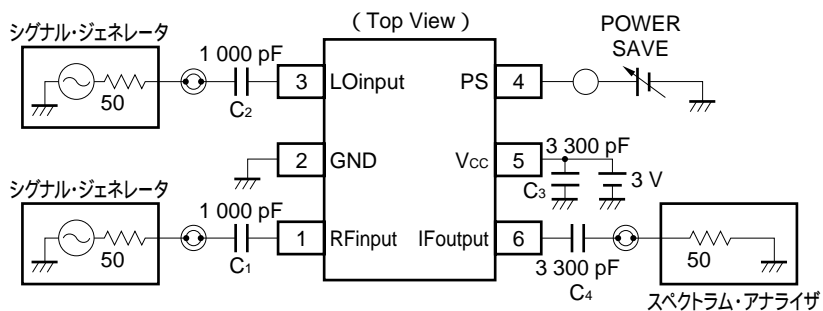 (Top View)
シグナル・ジェネレータ
50
1 000 pF
C2
3
LOinput
PS
4
POWER
SAVE
2
GND
VCC
5
3 300 pF
C3
3 V
シグナル・ジェネレータ
50
1 000 pF
C1
1
RFinput
IFoutput
6
3 300 pF
C4
50
スペクトラム・アナライザ